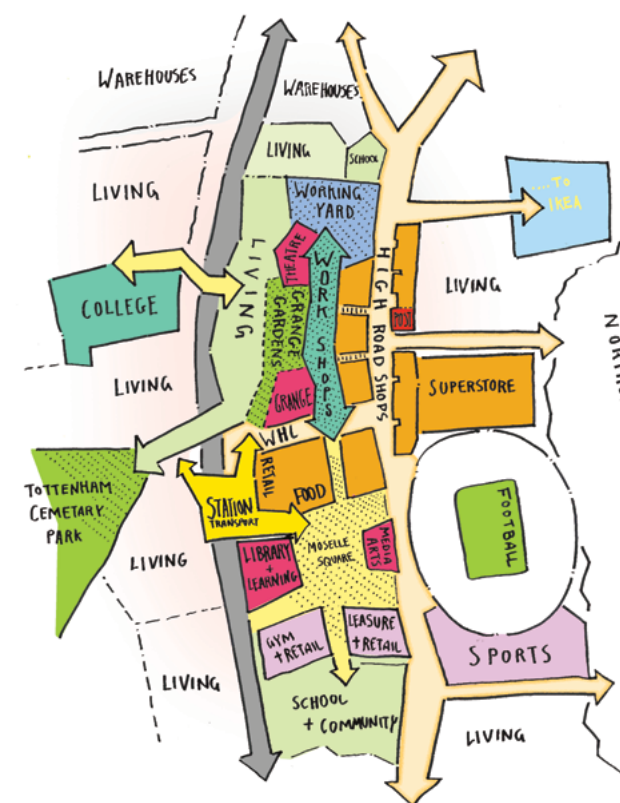 WAREHOUSES
WAREHOUSES
LIVING
SCHOOL
LIVING
WORKING
YARD
.....TO
IKEA
THEATRE
WORK SHOPS
HIGH ROAD SHOPS
LIVING
GRANGE
GARDENS
LIVING
COLLEGE
POST
LIVING
GRANGE
SUPERSTORE
WHL
RETAIL
FOOD
TOTTENHAM
CEMETARY
PARK
STATION
TRANSPORT
FOOTBALL
LIBRARY
+
LEARNING
MOSELLE
SQUARE
MEDIA
ARTS
LIVING
GYM
+RETAIL
LEASURE
+RETAIL
SPORTS
LIVING
SCHOOL
+ COMMUNITY
LIVING